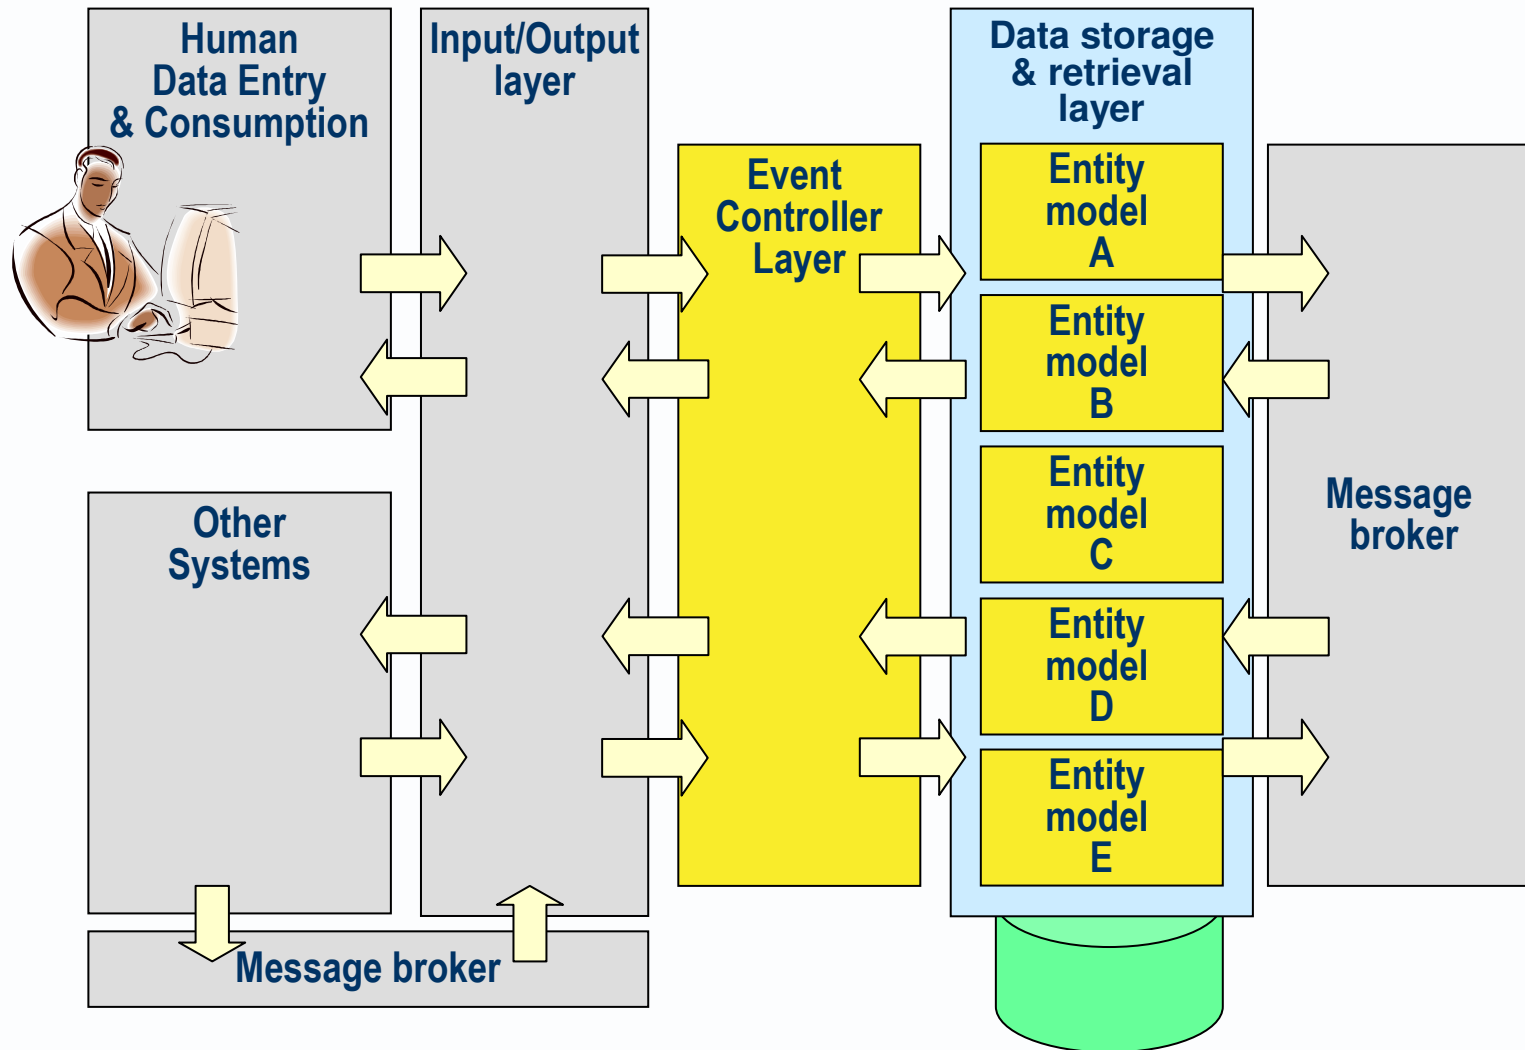 Human
Data Entry
& Consumption
Input/Output
layer
Event
Controller
Layer
Data storage
& retrieval
layer
Entity
model
A
Entity
model
B
Entity
model
C
Entity
model
D
Entity
model
E
Message
broker
Other
Systems
Message broker